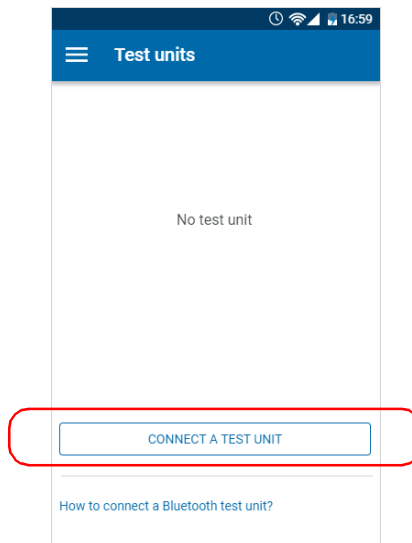 16:59
Test units
No test unit
CONNECT A TEST UNIT
How to connect a Bluetooth test unit?